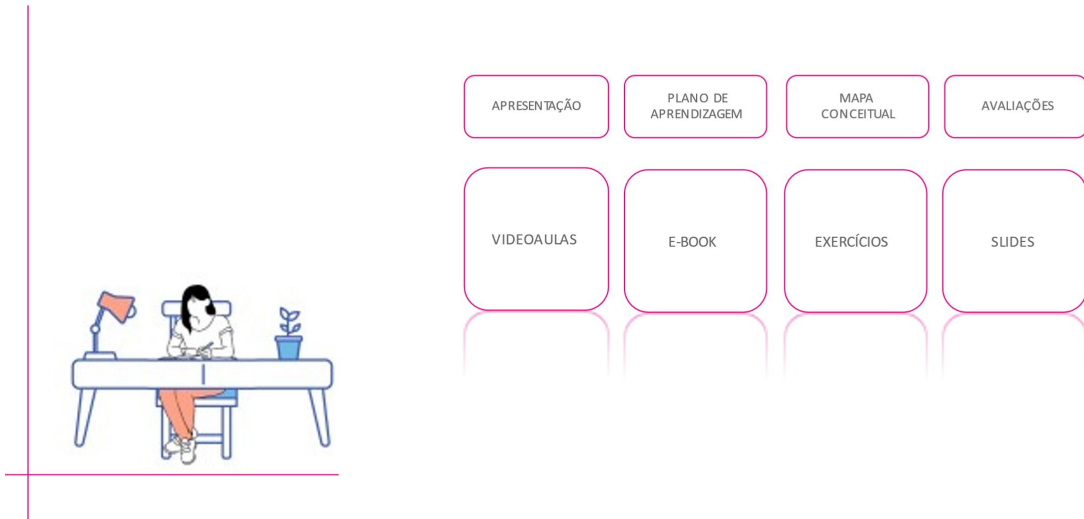 APRESENTAÇÃO
PLANO DE
APRENDIZAGEM
MAPA
CONCEITUAL
AVALIAÇÕES
VIDEOAULAS
E-BOOK
EXERCÍCIOS
SLIDES